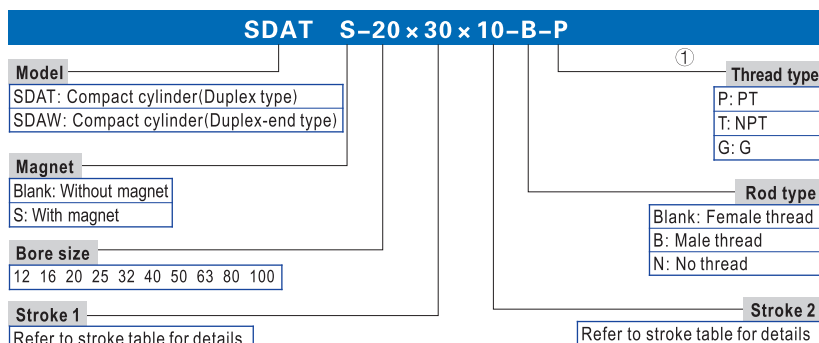 SDAT S-20×30×10-B-P
①
Model
SDAT: Compact cylinder(Duplex type)
SDAW: Compact cylinder(Duplex-end type)
Thread type
P: PT
T: NPT
G: G
Magnet
Blank: Without magnet
S: With magnet
Rod type
Blank: Female thread
B: Male thread
N: No thread
Bore size
12 16 20 25 32 40 50 63 80 100
Stroke 1
Refer to stroke table for details
Stroke 2
Refer to stroke table for details